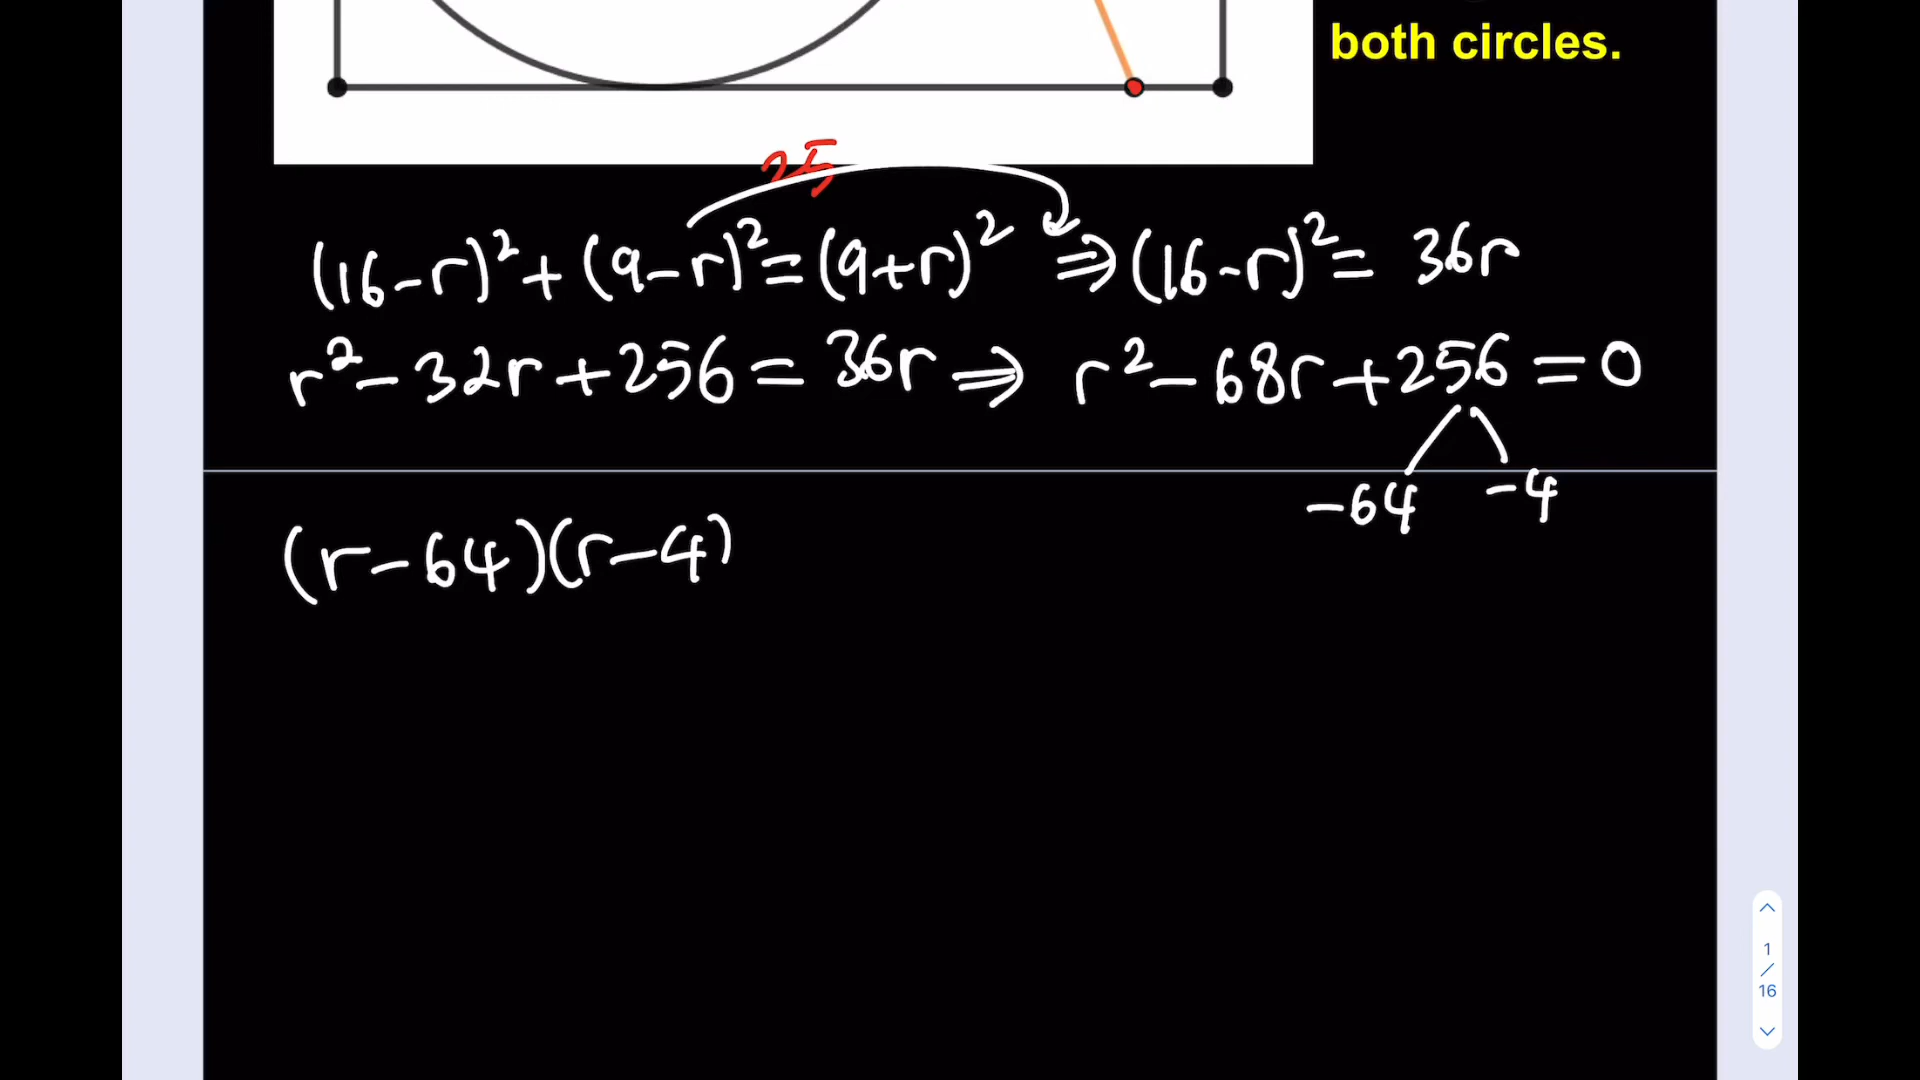 both circles.
25
(16-r)²+(9-r)²=(9+r)² ⇒(16-r)²= 36r
r²-32r+256=36r⇒ r²-68r+256=0
-64 -4
(r-64)(r-4)
1
/
16